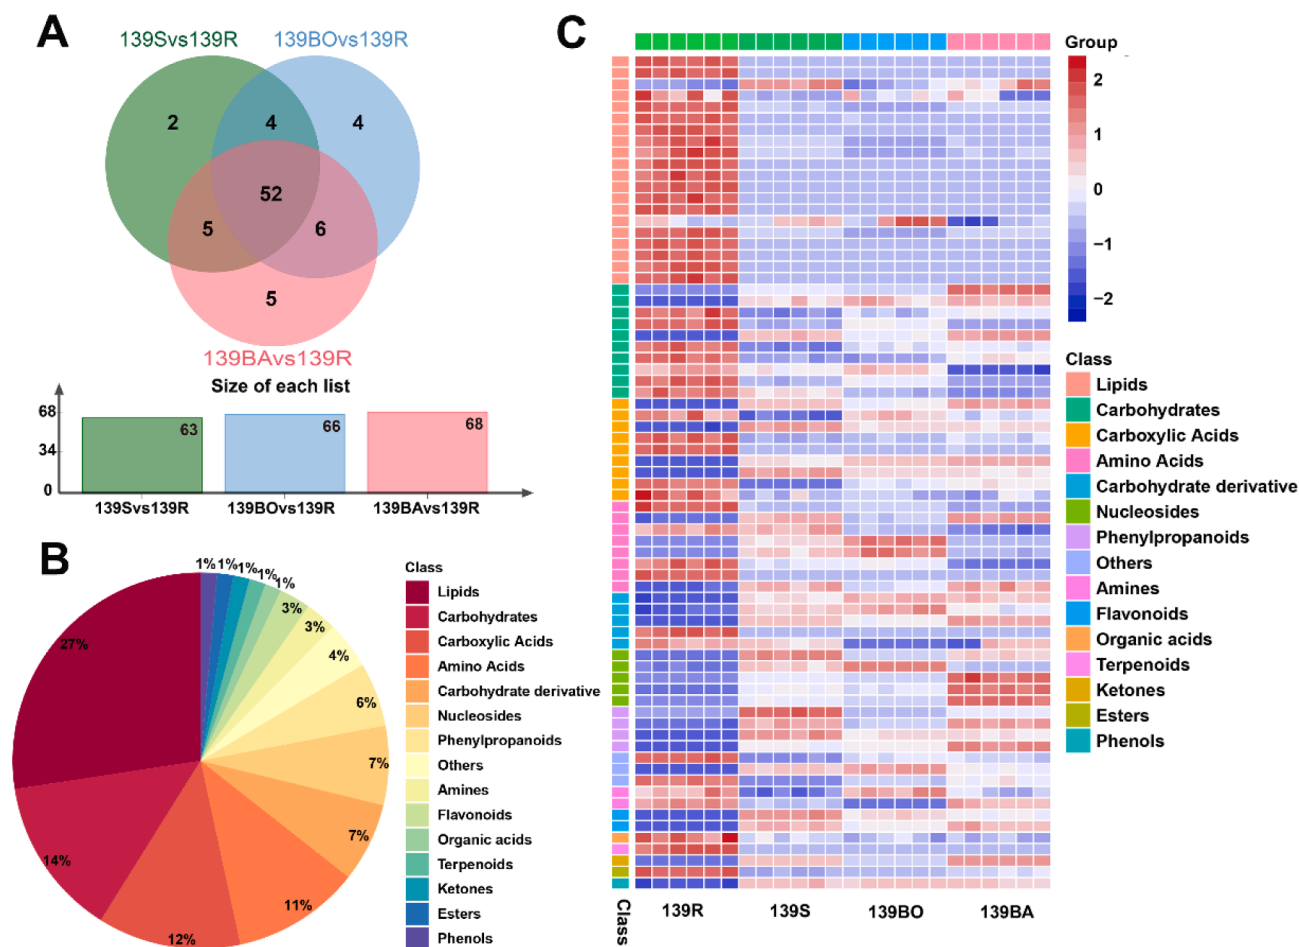 A
139Svs139R
139BOvs139R
2
4
4
52
5
6
5
139BAvs139R
Size of each list
68
34
0
63
66
68
139Svs139R
139BOvs139R
139BAvs139R
B
1%
1%
1%
1%
1%
3%
3%
4%
6%
7%
7%
11%
12%
14%
27%
Class
Lipids
Carbohydrates
Carboxylic Acids
Amino Acids
Carbohydrate derivative
Nucleosides
Phenylpropanoids
Others
Amines
Flavonoids
Organic acids
Terpenoids
Ketones
Esters
Phenols
C
Group
2
1
0
−1
−2
Class
Lipids
Carbohydrates
Carboxylic Acids
Amino Acids
Carbohydrate derivative
Nucleosides
Phenylpropanoids
Others
Amines
Flavonoids
Organic acids
Terpenoids
Ketones
Esters
Phenols
Class
139R
139S
139BO
139BA